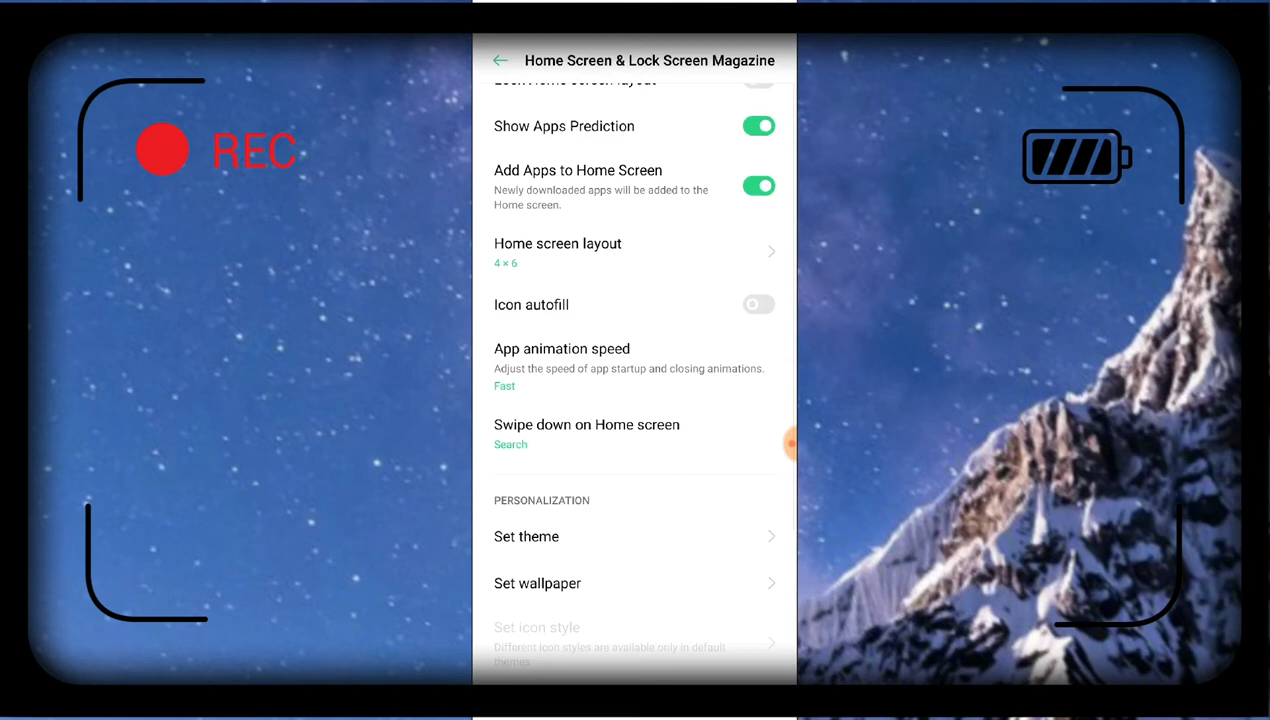 Home Screen & Lock Screen Magazine
REC
Show Apps Prediction
Add Apps to Home Screen
Newly downloaded apps will be added to the
Home screen.
Home screen layout
4 × 6
Icon autofill
App animation speed
Adjust the speed of app startup and closing animations.
Fast
Swipe down on Home screen
Search
PERSONALIZATION
Set theme
Set wallpaper
Set icon style
Different icon styles are available only in default
themes